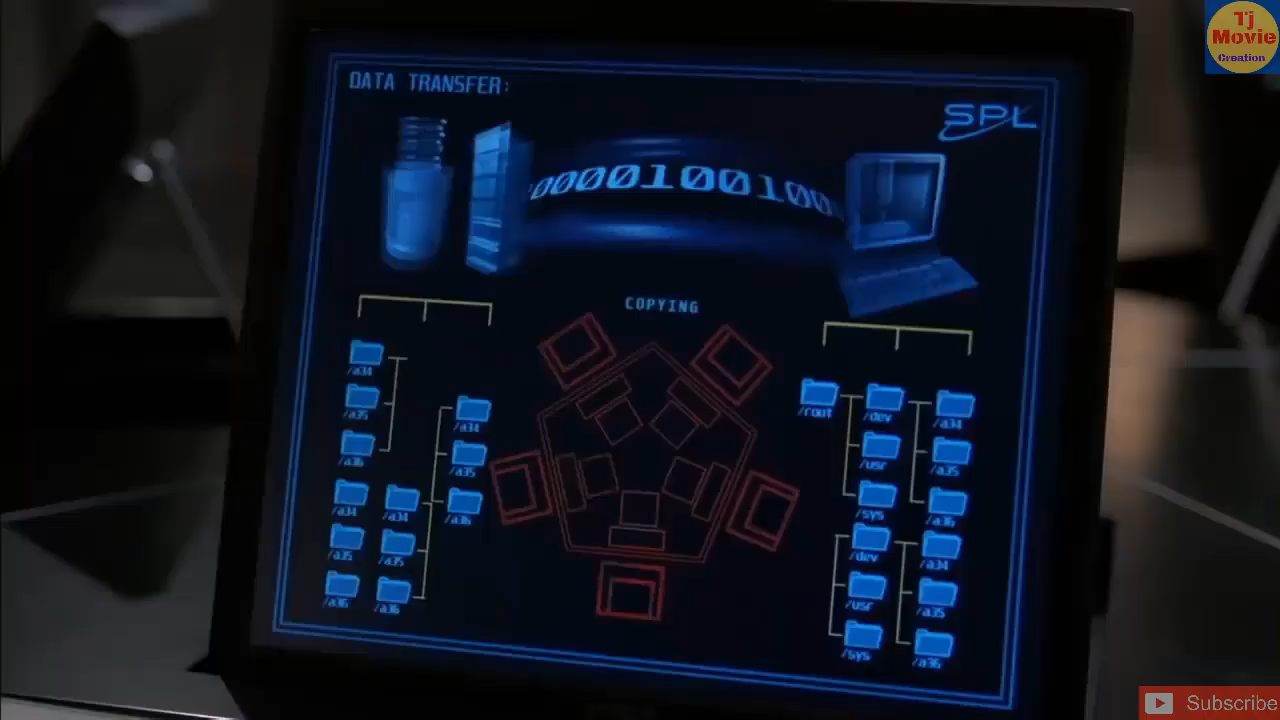 Tj
Movie
Creation
DATA TRANSFER:
SPL
0000100100
COPYING
/a34
/a35
/a36
/a34
/a35
/a36
/a34
/a35
/a36
/a34
/a35
/a36
/root
/dev
/usr
/sys
/dev
/usr
/sys
/a34
/a35
/a36
/a34
/a35
/a36
Subscribe